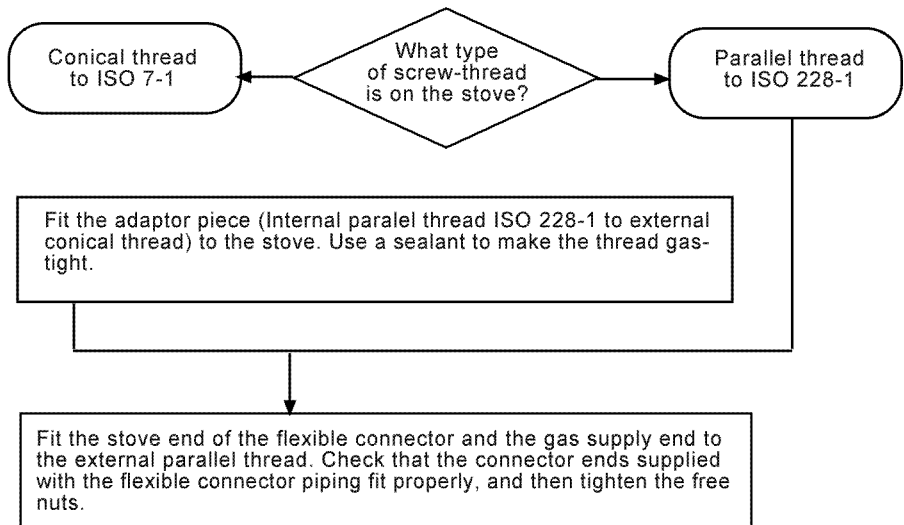 Conical thread
to ISO 7-1
What type
of screw-thread
is on the stove?
Parallel thread
to ISO 228-1
Fit the adaptor piece (Internal paralel thread ISO 228-1 to external
conical thread) to the stove. Use a sealant to make the thread gas-
tight.
Fit the stove end of the flexible connector and the gas supply end to
the external parallel thread. Check that the connector ends supplied
with the flexible connector piping fit properly, and then tighten the free
nuts.